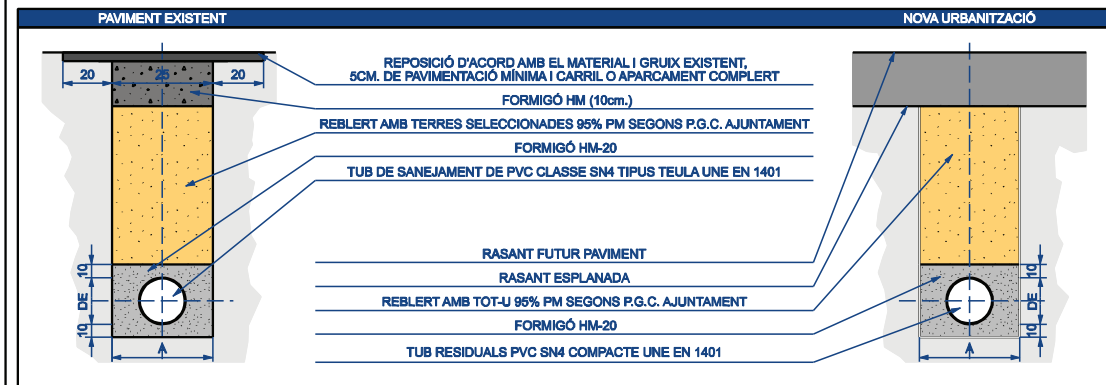 PAVIMENT EXISTENT
NOVA URBANITZACIÓ
20 25 20
REPOSICIÓ D'ACORD AMB EL MATERIAL I GRUIX EXISTENT,
5CM. DE PAVIMENTACIÓ MÍNIMA I CARRIL O APARCAMENT COMPLERT
FORMIGÓ HM (10cm.)
REBLERT AMB TERRES SELECCIONADES 95% PM SEGONS P.G.C. AJUNTAMENT
FORMIGÓ HM-20
TUB DE SANEJAMENT DE PVC CLASSE SN4 TIPUS TEULA UNE EN 1401
RASANT FUTUR PAVIMENT
RASANT ESPLANADA
REBLERT AMB TOT-U 95% PM SEGONS P.G.C. AJUNTAMENT
FORMIGÓ HM-20
TUB RESIDUALS PVC SN4 COMPACTE UNE EN 1401
10
DE
10
A
10
DE
10
A